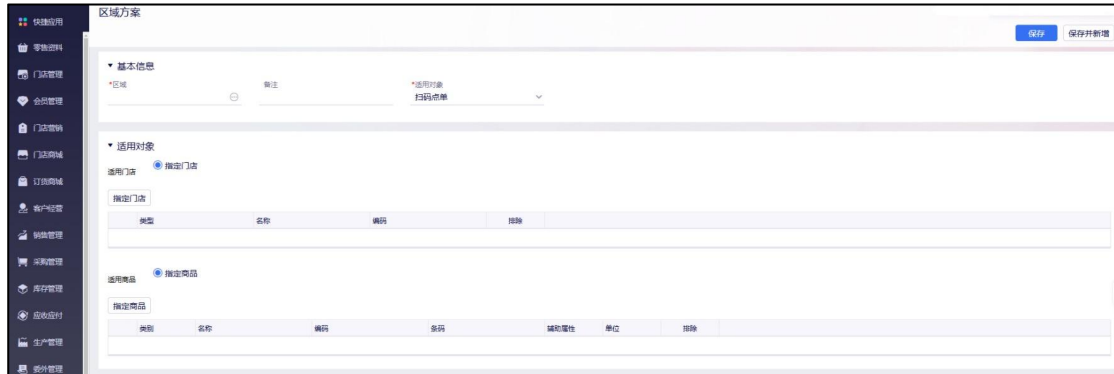 区域方案
保存 保存并新增
快捷应用
零售资料
门店管理
会员管理
门店营销
门店商城
订货商城
客户经营
销售管理
采购管理
库存管理
应收应付
生产管理
委外管理
▼ 基本信息
*区域 备注 *适用对象
扫码点单
▼ 适用对象
适用门店 指定门店
指定门店
类型 名称 编码 排除
适用商品 指定商品
指定商品
类别 名称 编码 条码 辅助属性 单位 排除